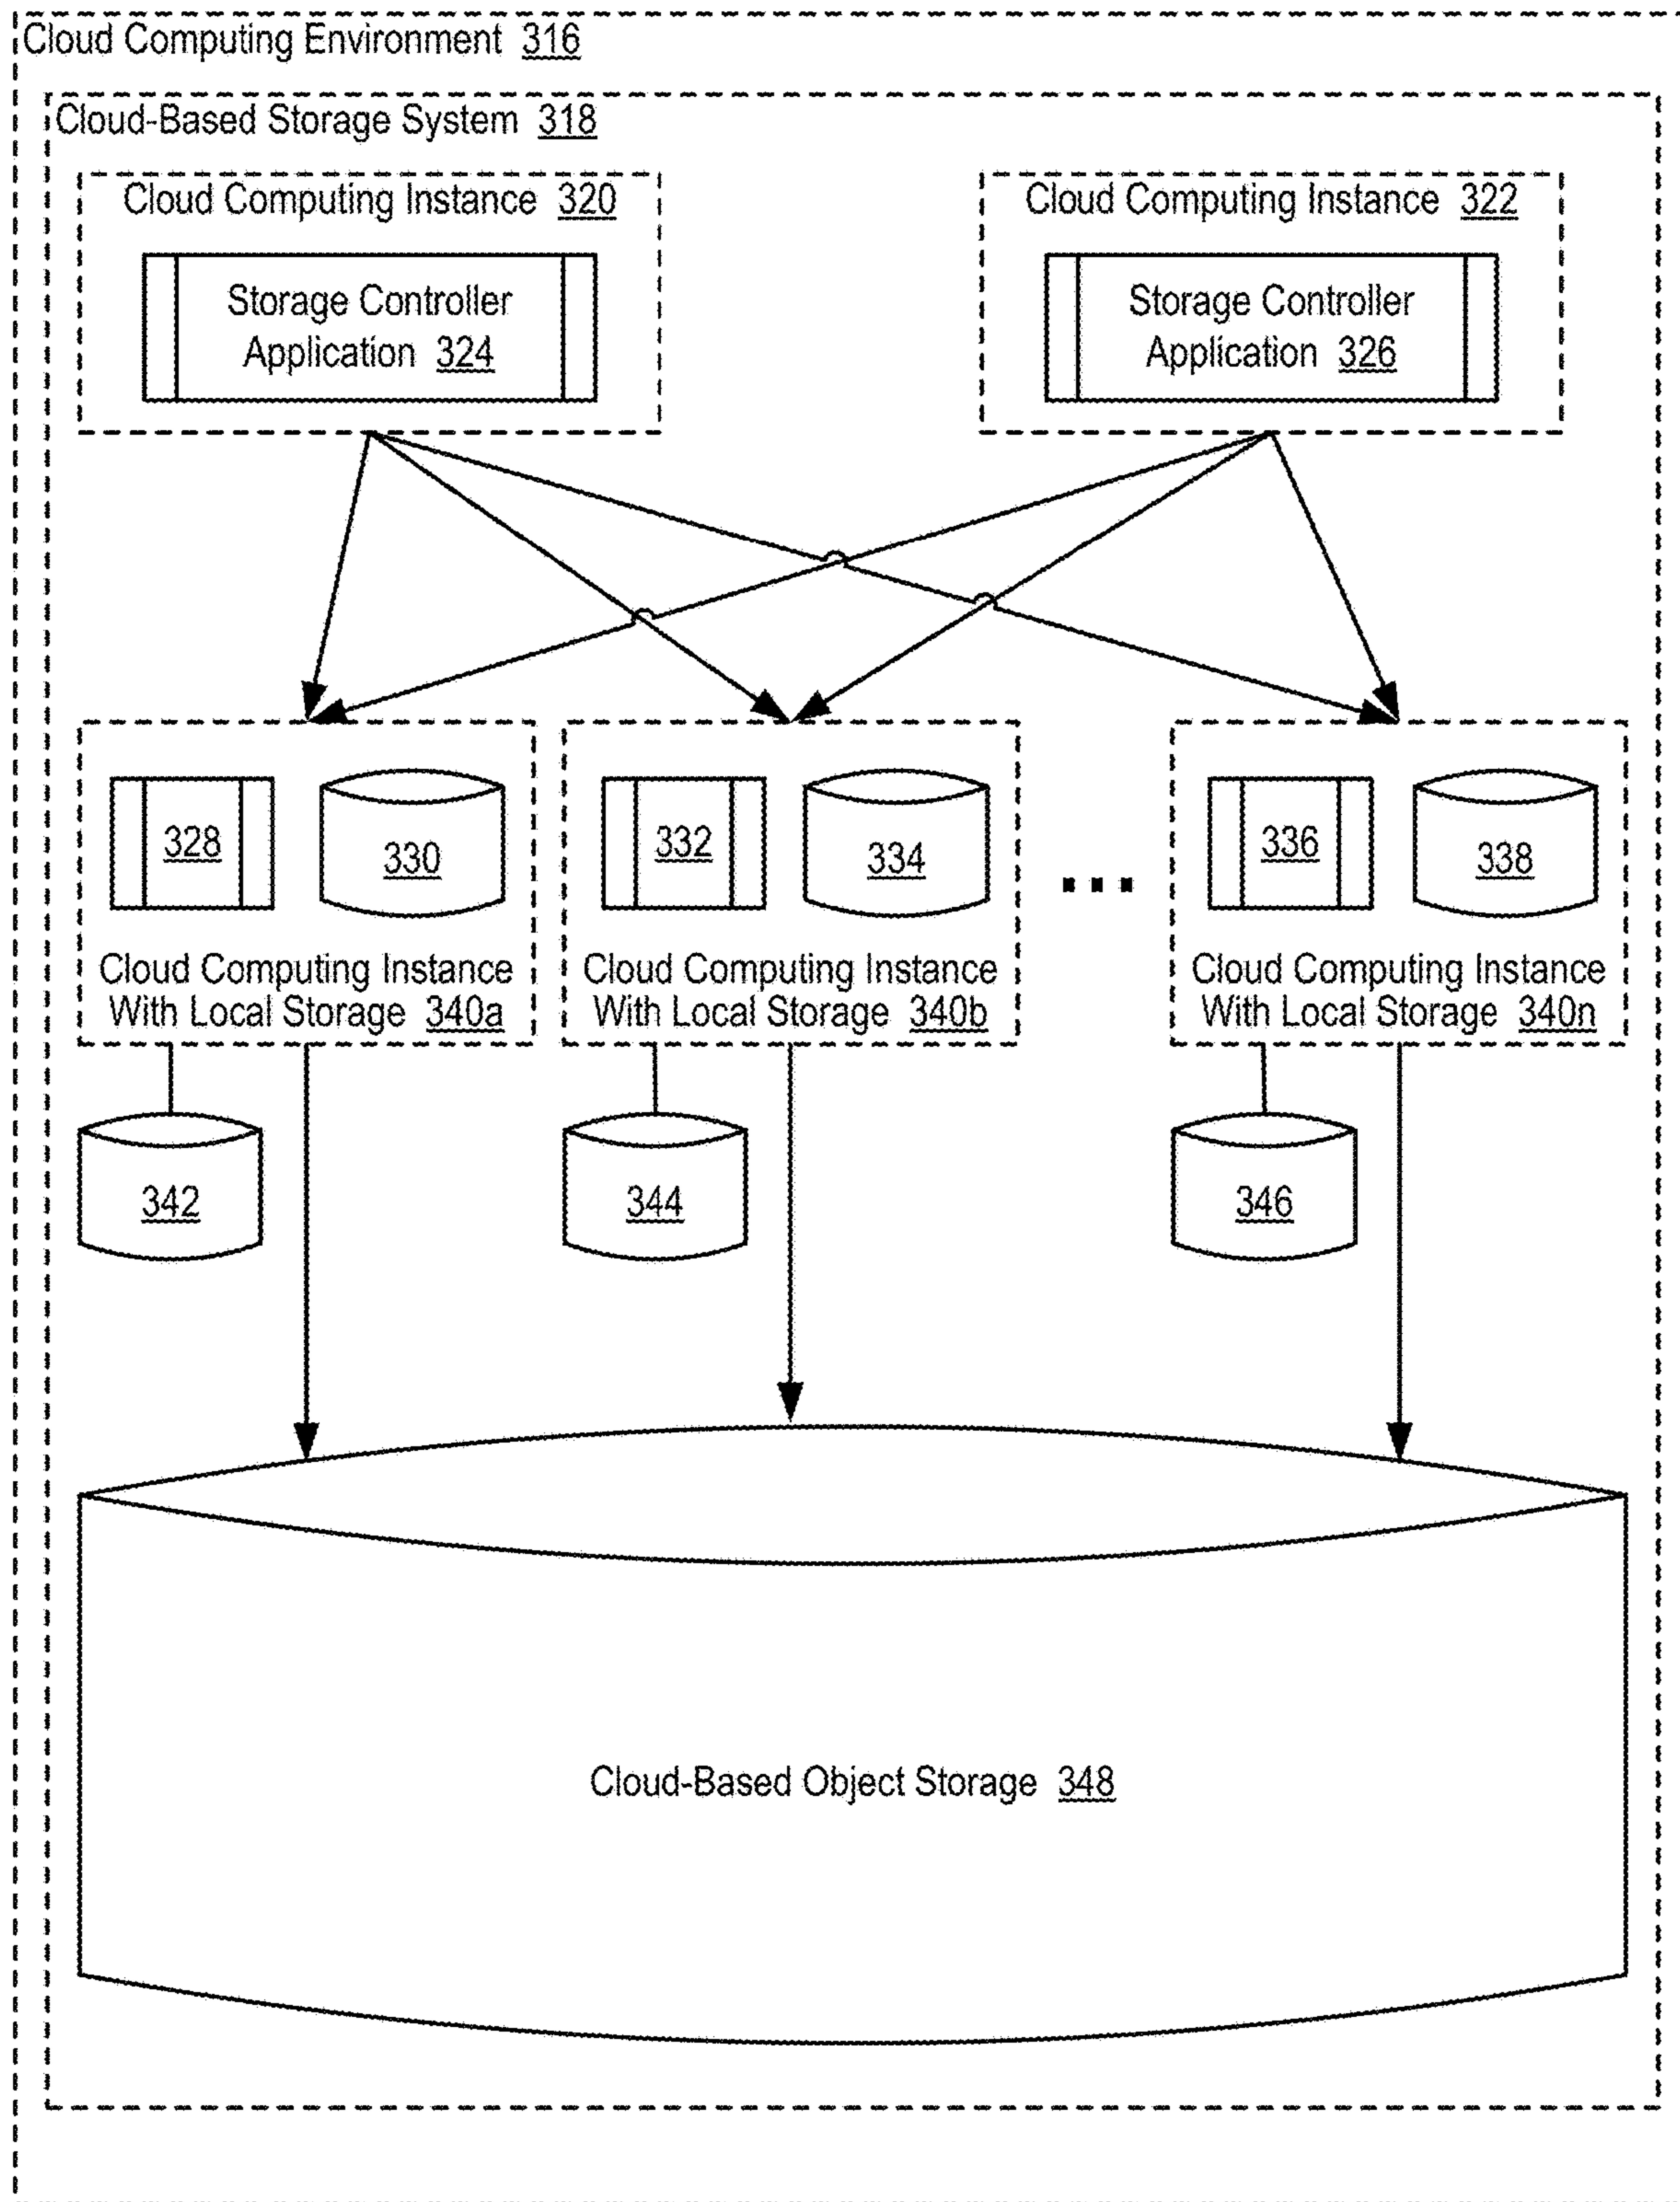 Cloud Computing Environment 316
Cloud-Based Storage System 318
Cloud Computing Instance 320
Storage Controller
Application 324
Cloud Computing Instance 322
Storage Controller
Application 326
328
330
Cloud Computing Instance
With Local Storage 340a
332
334
Cloud Computing Instance
With Local Storage 340b
...
336
338
Cloud Computing Instance
With Local Storage 340n
342
344
346
Cloud-Based Object Storage 348